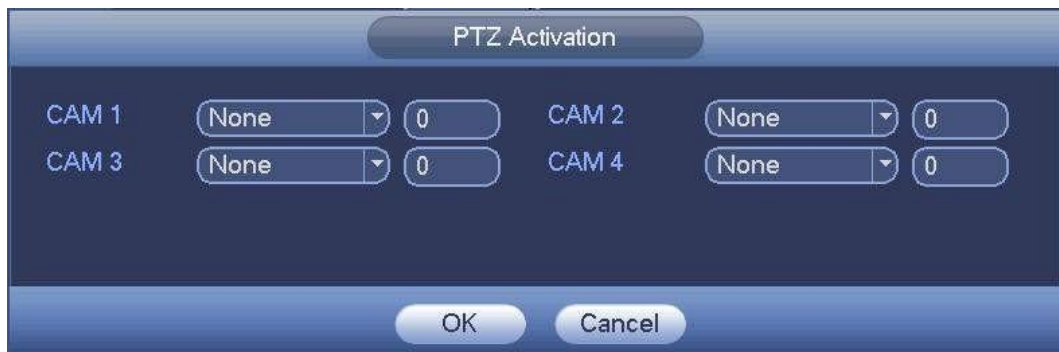 PTZ Activation
CAM 1 None 0 CAM 2 None 0
CAM 3 None 0 CAM 4 None 0
OK Cancel